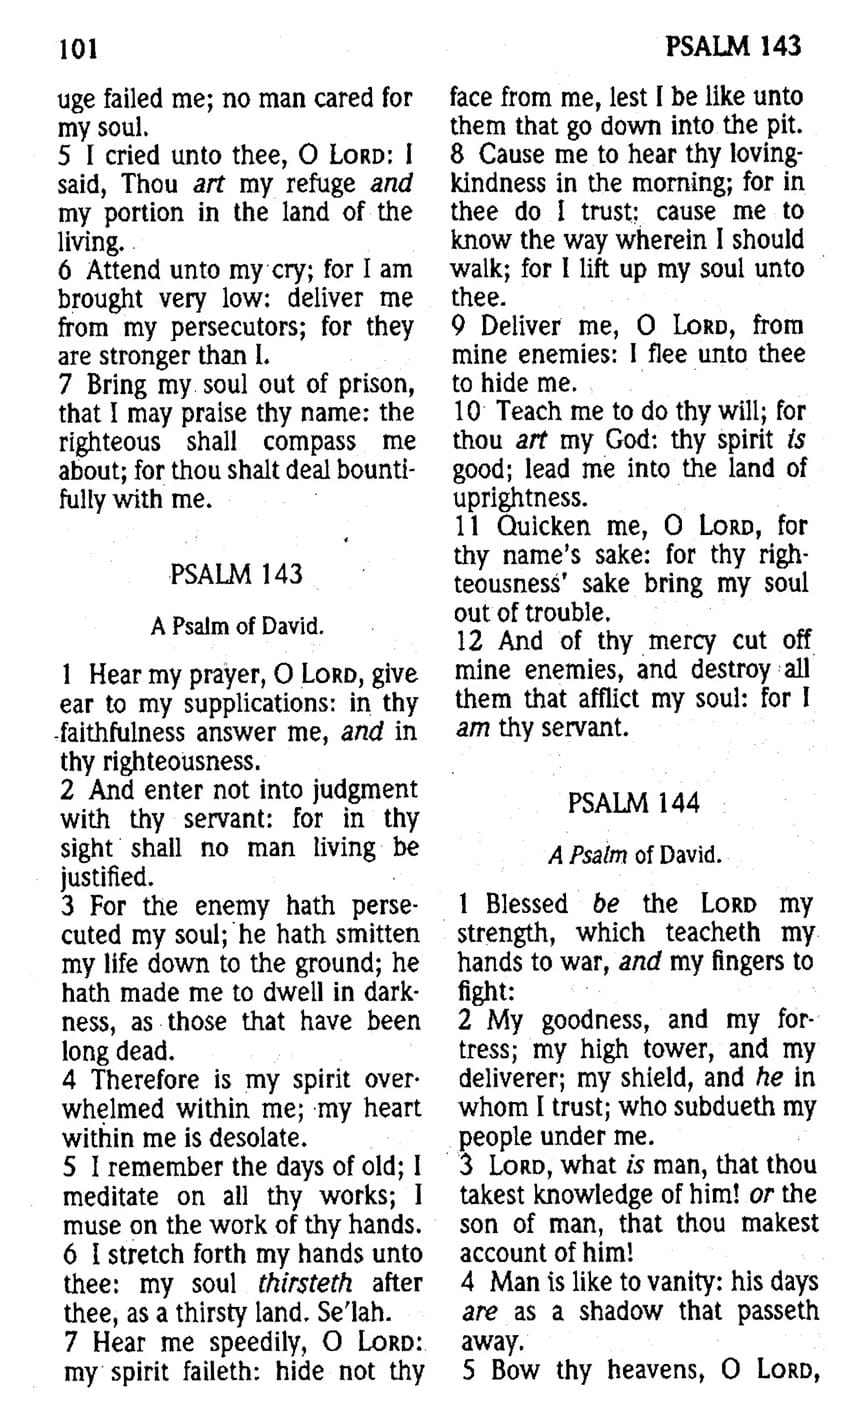 101
PSALM 143
uge failed me; no man cared for
my soul.
5 I cried unto thee, O LORD: I
said, Thou art my refuge and
my portion in the land of the
living.
6 Attend unto my cry; for I am
brought very low: deliver me
from my persecutors; for they
are stronger than I.
7 Bring my soul out of prison,
that I may praise thy name: the
righteous shall compass me
about; for thou shalt deal bounti-
fully with me.
PSALM 143
A Psalm of David.
1 Hear my prayer, O LORD, give
ear to my supplications: in thy
faithfulness answer me, and in
thy righteousness.
2 And enter not into judgment
with thy servant: for in thy
sight shall no man living be
justified.
3 For the enemy hath perse-
cuted my soul; he hath smitten
my life down to the ground; he
hath made me to dwell in dark-
ness, as those that have been
long dead.
4 Therefore is my spirit over-
whelmed within me; my heart
within me is desolate.
5 I remember the days of old; I
meditate on all thy works; I
muse on the work of thy hands.
6 I stretch forth my hands unto
thee: my soul thirsteth after
thee, as a thirsty land. Se'lah.
7 Hear me speedily, O LORD:
my spirit faileth: hide not thy
face from me, lest I be like unto
them that go down into the pit.
8 Cause me to hear thy loving-
kindness in the morning; for in
thee do I trust: cause me to
know the way wherein I should
walk; for I lift up my soul unto
thee.
9 Deliver me, O LORD, from
mine enemies: I flee unto thee
to hide me.
10 Teach me to do thy will; for
thou art my God: thy spirit is
good; lead me into the land of
uprightness.
11 Quicken me, O LORD, for
thy name's sake: for thy righ-
teousness' sake bring my soul
out of trouble.
12 And of thy mercy cut off
mine enemies, and destroy all
them that afflict my soul: for I
am thy servant.
PSALM 144
A Psalm of David.
1 Blessed be the LORD my
strength, which teacheth my
hands to war, and my fingers to
fight:
2 My goodness, and my for-
tress; my high tower, and my
deliverer; my shield, and he in
whom I trust; who subdueth my
people under me.
3 LORD, what is man, that thou
takest knowledge of him! or the
son of man, that thou makest
account of him!
4 Man is like to vanity: his days
are as a shadow that passeth
away.
5 Bow thy heavens, O LORD,